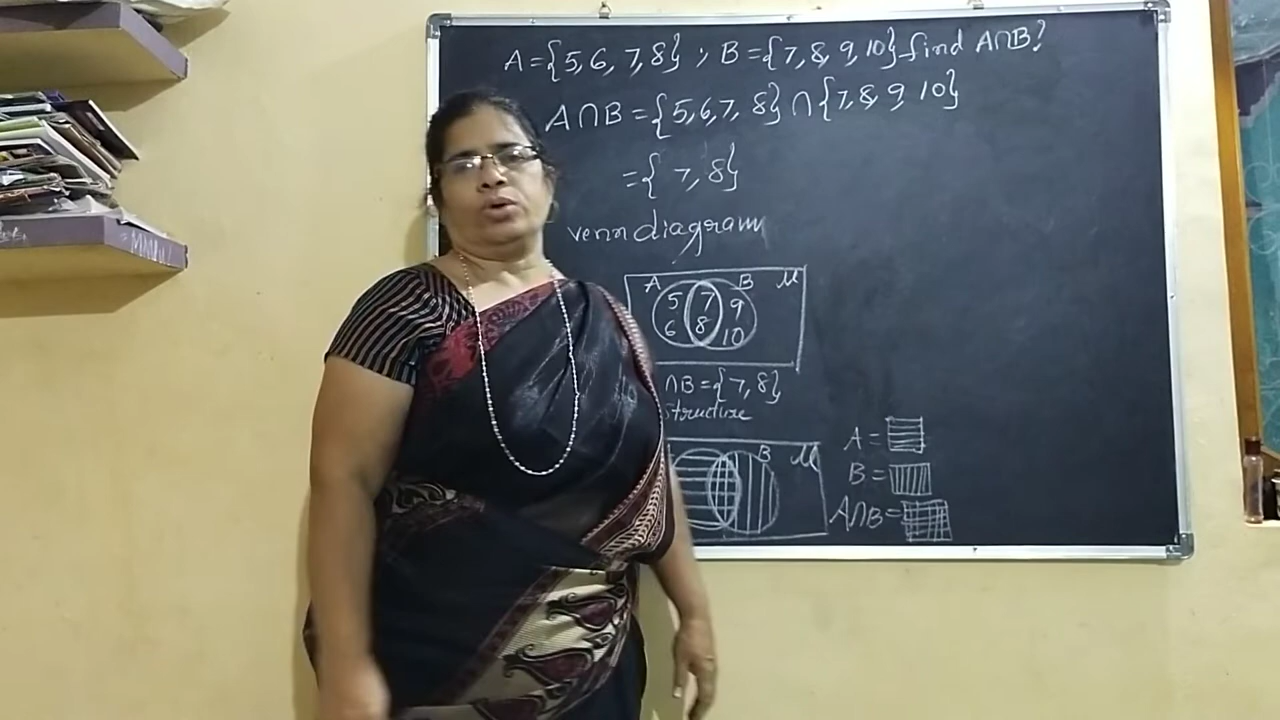 A = {5, 6, 7, 8} ; B = {7, 8, 9, 10} find A∩B?
A∩B = {5, 6, 7, 8} ∩ {7, 8, 9, 10}
= { 7, 8}
venn diagram
A B μ
5 7 9
6 8 10
∩B = {7, 8}
structure
B μ
A =
B =
A∩B =